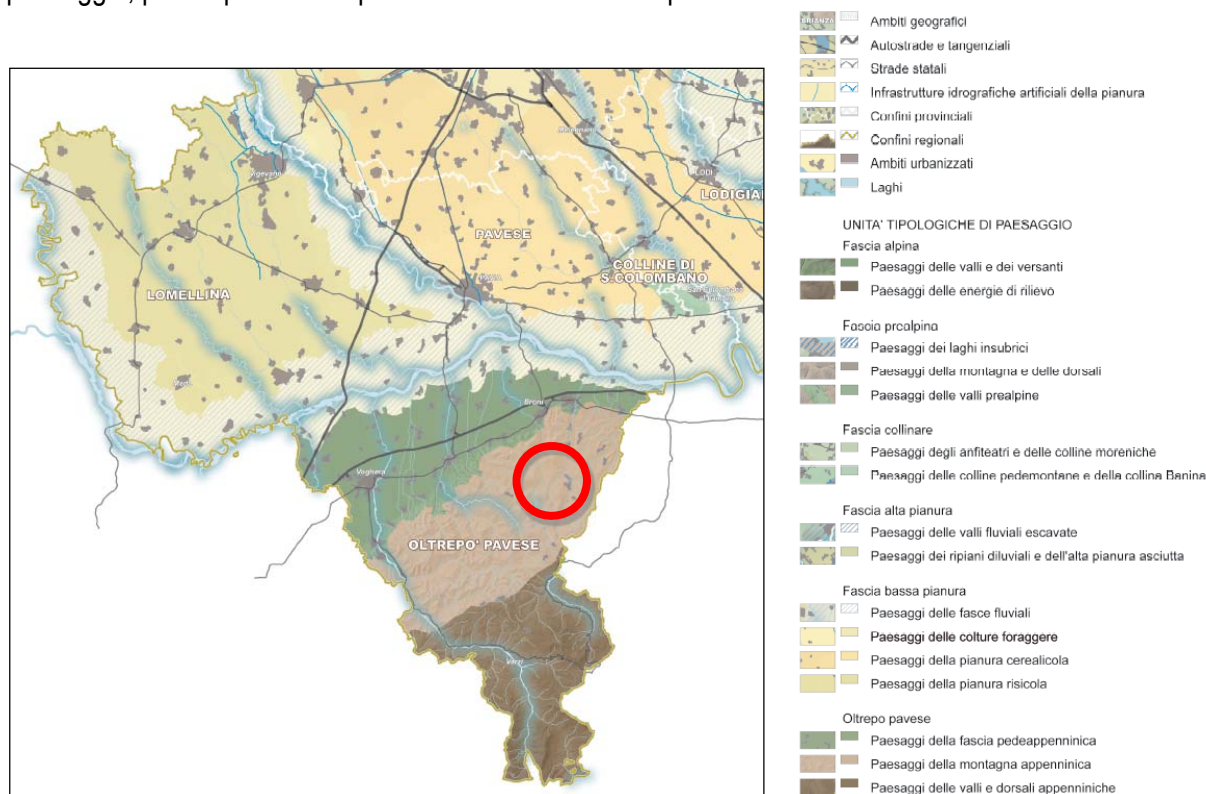 BRIANZA
Ambiti geografici
Autostrade e tangenziali
Strade statali
Infrastrutture idrografiche artificiali della pianura
Confini provinciali
Confini regionali
Ambiti urbanizzati
Laghi
UNITA' TIPOLOGICHE DI PAESAGGIO
Fascia alpina
Paesaggi delle valli e dei versanti
Paesaggi delle energie di rilievo
Fascia prealpina
Paesaggi dei laghi insubrici
Paesaggi della montagna e delle dorsali
Paesaggi delle valli prealpine
Fascia collinare
Paesaggi degli anfiteatri e delle colline moreniche
Paesaggi delle colline pedemontane e della collina Banina
Fascia alta pianura
Paesaggi delle valli fluviali escavate
Paesaggi dei ripiani diluviali e dell'alta pianura asciutta
Fascia bassa pianura
Paesaggi delle fasce fluviali
Paesaggi delle colture foraggere
Paesaggi della pianura cerealicola
Paesaggi della pianura risicola
Oltrepo pavese
Paesaggi della fascia pedeappenninica
Paesaggi della montagna appenninica
Paesaggi delle valli e dorsali appenniniche
Vigevano
LODI
LODIGIA
PAVESE
COLLINE DI
S.COLOMBANO
LOMELLINA
Broni
Voghera
OLTREPO' PAVESE
Varzi